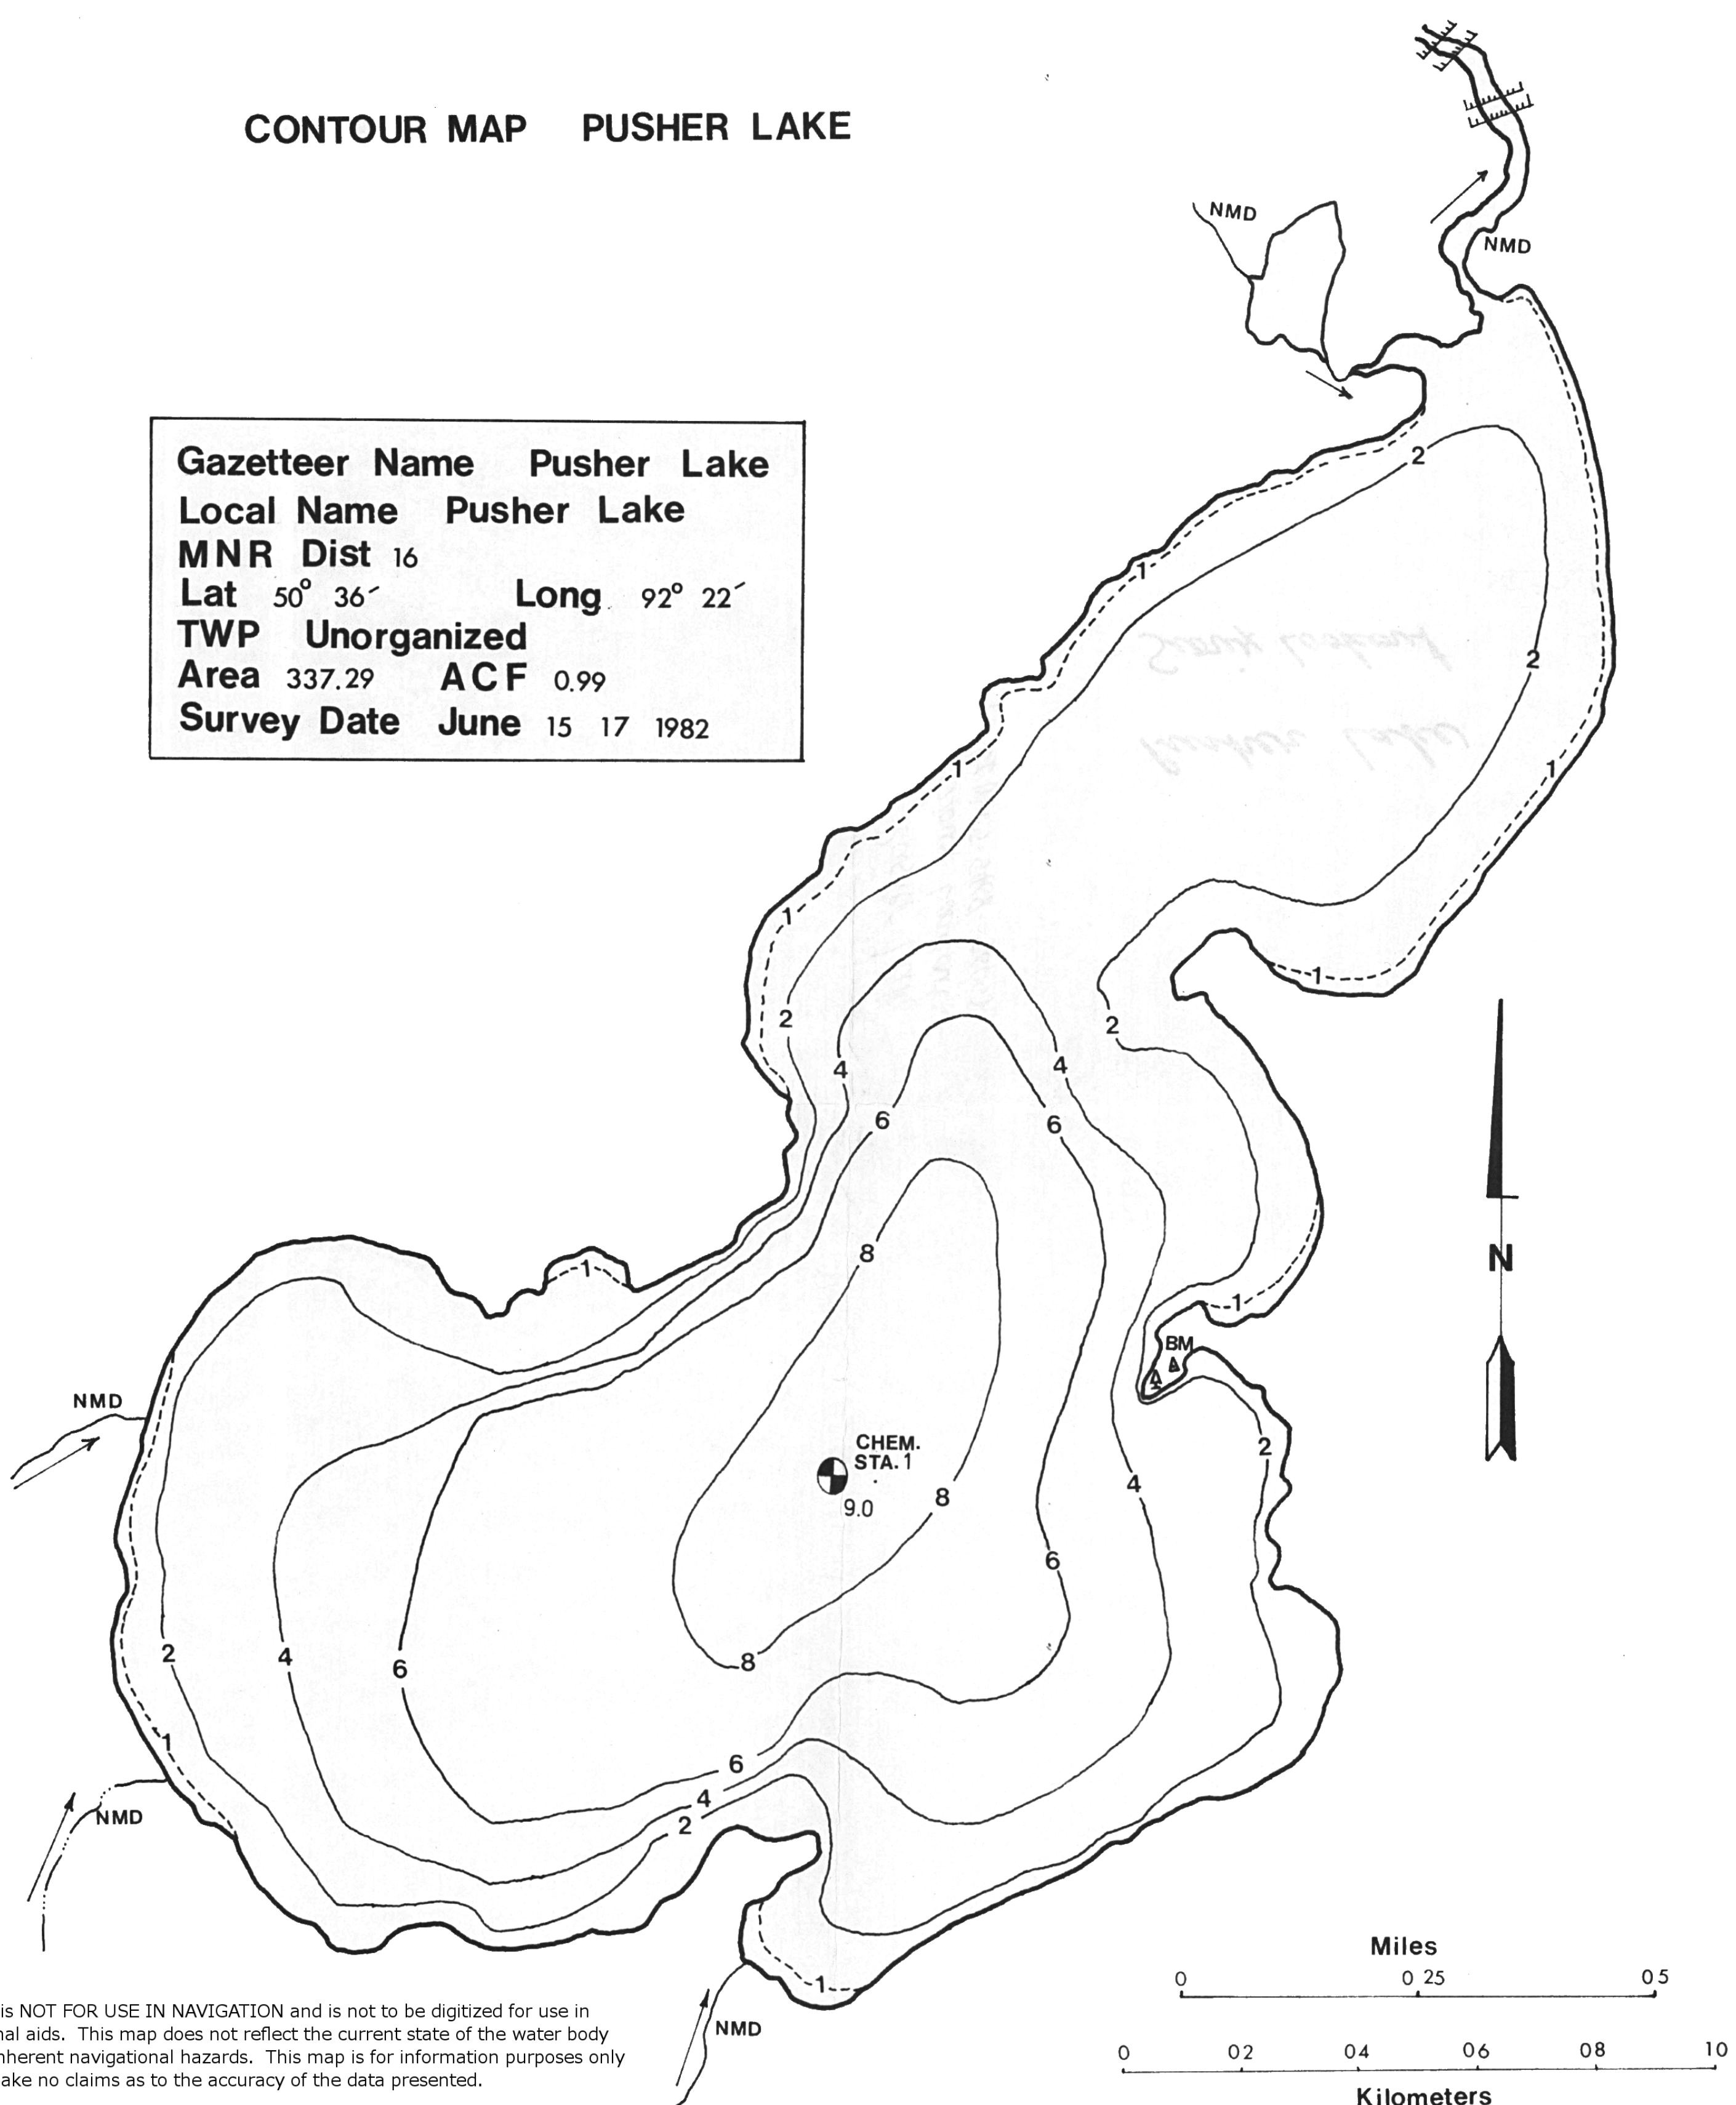 CONTOUR MAP PUSHER LAKE
NMD
NMD
Gazetteer Name Pusher Lake
Local Name Pusher Lake
MNR Dist 16
Lat 50° 36´ Long. 92° 22´
TWP Unorganized
Area 337.29 ACF 0.99
Survey Date June 15 17 1982
2
1
2
1
1
1
1
2
2
4
4
6
6
8
1
1
N
BM
NMD
CHEM.
STA. 1
9.0
8
2
4
6
2
4
6
8
1
6
4
2
NMD
1
NMD
Miles
0 0 25 0 5
is NOT FOR USE IN NAVIGATION and is not to be digitized for use in
nal aids. This map does not reflect the current state of the water body
nherent navigational hazards. This map is for information purposes only
ake no claims as to the accuracy of the data presented.
0 0 2 0 4 0 6 0 8 1 0
Kilometers